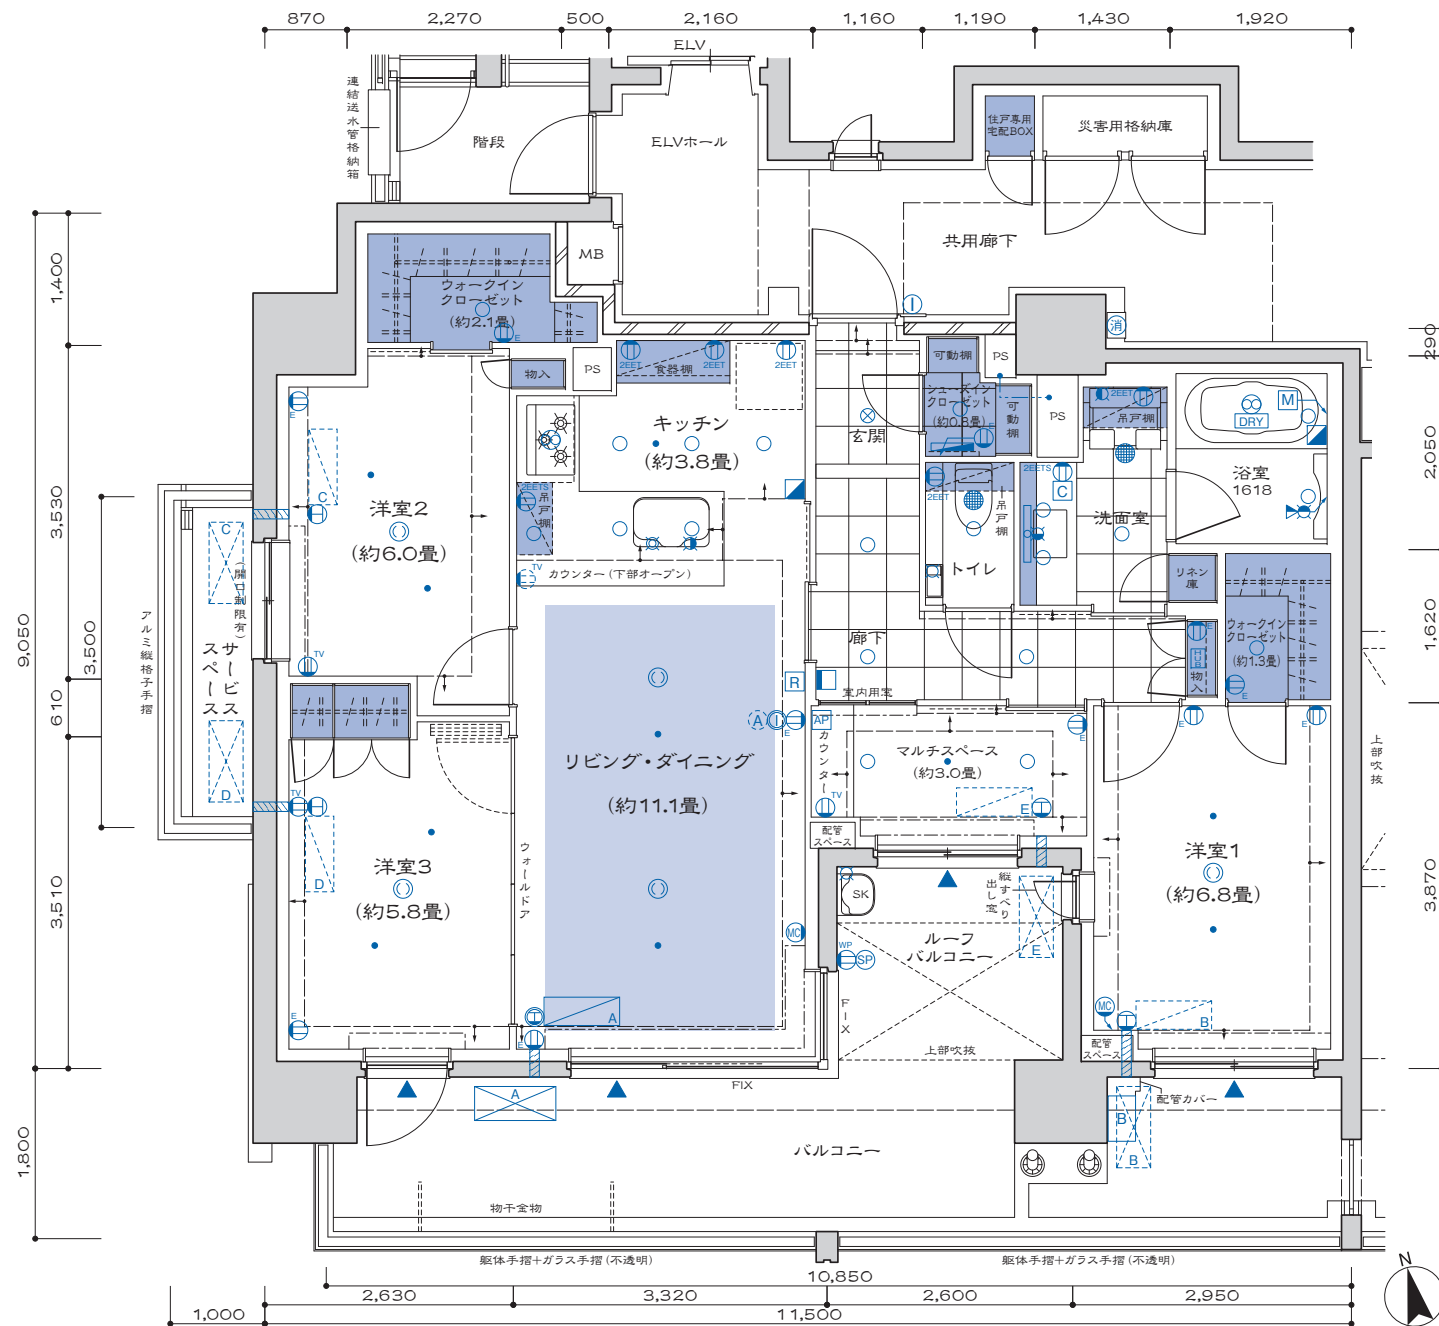 870
2,270
500
2,160
1,160
1,190
1,430
1,920
ELV
連結送水管格納箱
階段
ELVホール
住戸専用
宅配BOX
災害用格納庫
共用廊下
MB
ウォークイン
クローゼット
(約2.1畳)
E
物入
PS
2EET
食器棚
2EET
2EET
キッチン
(約3.8畳)
2EETS
吊戸棚
カウンター(下部オープン)
TV
玄関
可動棚
シューズイン
クローゼット
(約0.8畳)
E
可動棚
PS
PS
消
2EET
吊戸棚
M
DRY
浴室
1618
2EET
吊戸棚
トイレ
2EETS
C
洗面室
リネン庫
ウォークイン
クローゼット
(約1.3畳)
E
E
HUB
物入
廊下
室内用窓
R
洋室2
(約6.0畳)
E
C
TV
C
(開口制限有)
サービス
スペース
アルミ縦格子手摺
D
TV
D
洋室3
(約5.8畳)
E
ウォールドア
リビング・ダイニング
(約11.1畳)
A
E
AP
カウンター
マルチスペース
(約3.0畳)
E
TV
E
配管
スペース
MC
A
E
洋室1
(約6.8畳)
E
E
MC
B
配管
スペース
縦すべり
出し窓
SK
ルーフ
バルコニー
WP
SP
E
FIX
上部吹抜
上部吹抜
FIX
A
バルコニー
配管カバー
B
B
物干金物
躯体手摺+ガラス手摺(不透明)
躯体手摺+ガラス手摺(不透明)
1,400
3,530
610
3,510
9,050
3,500
1,800
290
2,050
1,620
3,870
10,850
2,630
3,320
2,600
2,950
1,000
11,500
N